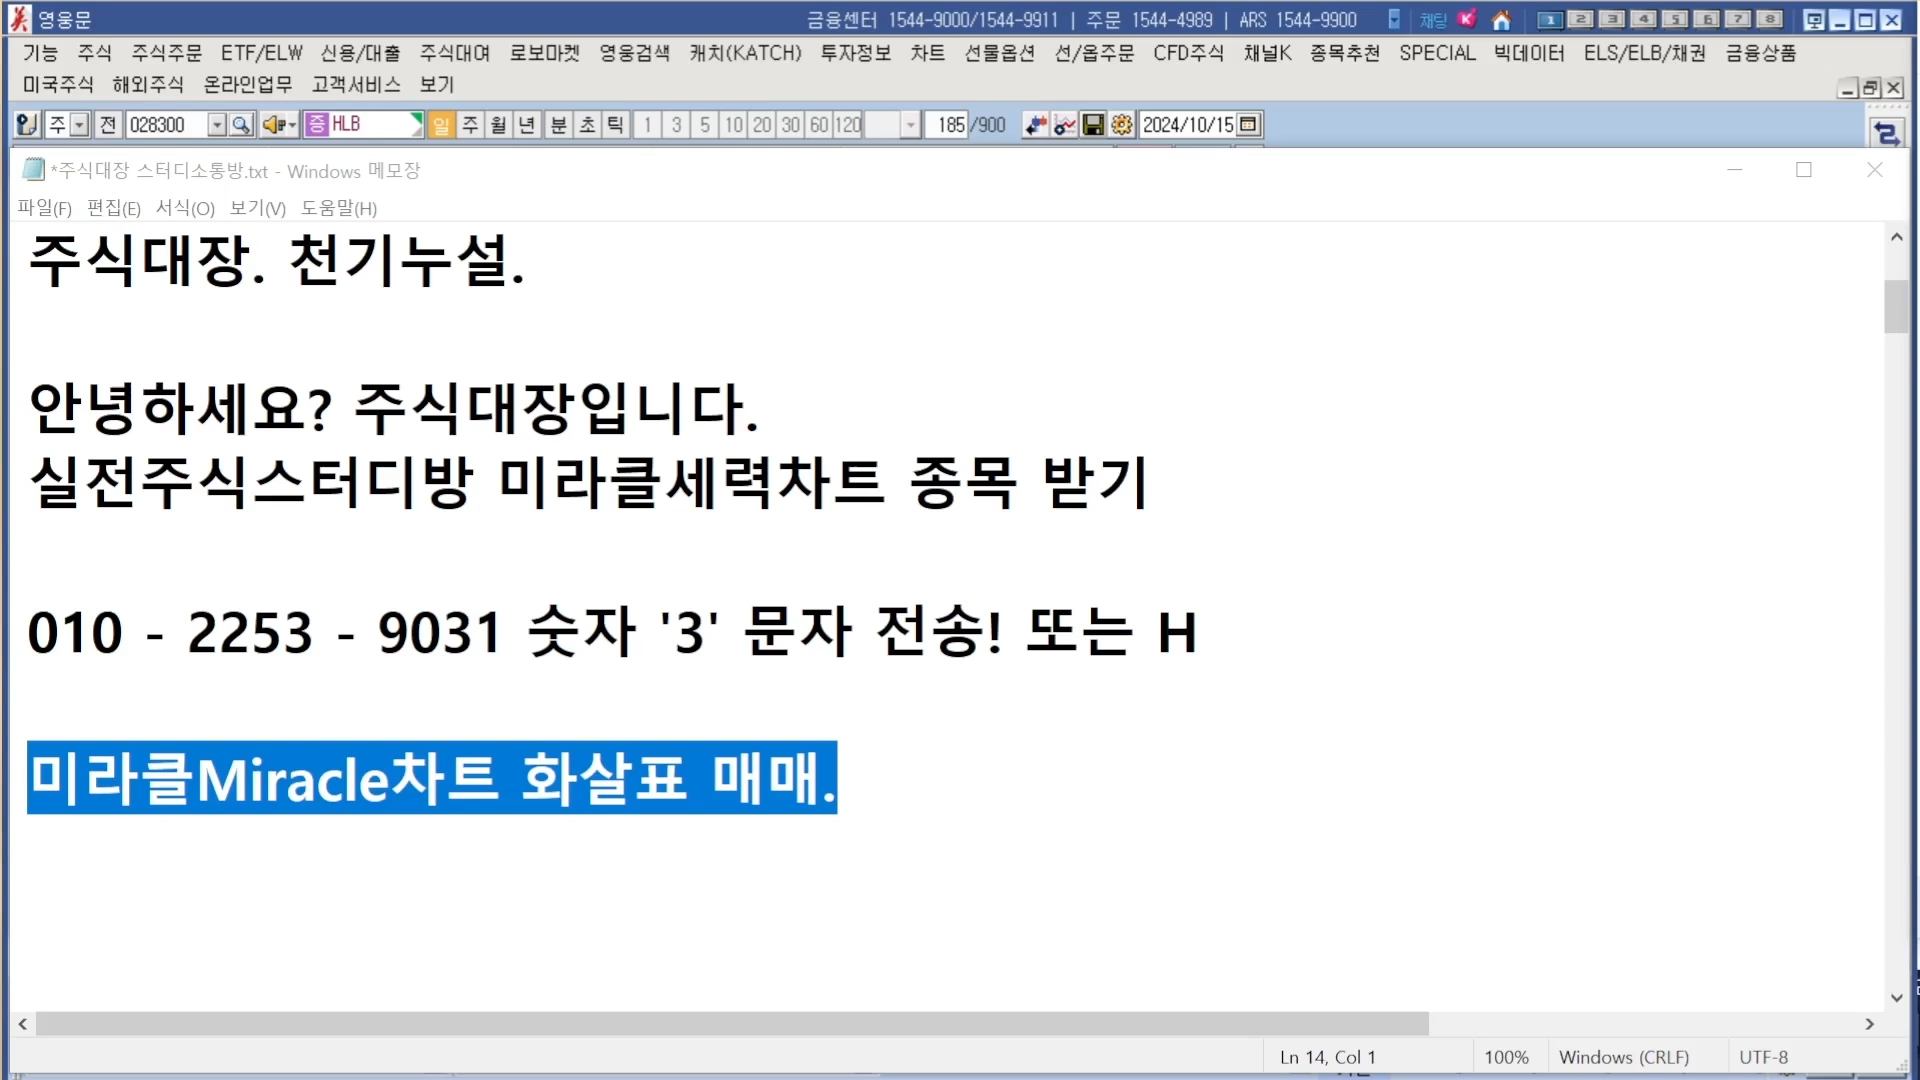 영웅문
금융센터 1544-9000/1544-9911 | 주문 1544-4989 | ARS 1544-9900 채팅 1 2 3 4 5 6 7 8
기능 주식 주식주문 ETF/ELW 신용/대출 주식대여 로보마켓 영웅검색 캐치(KATCH) 투자정보 차트 선물옵션 선/옵주문 CFD주식 채널K 종목추천 SPECIAL 빅데이터 ELS/ELB/채권 금융상품
미국주식 해외주식 온라인업무 고객서비스 보기
주 전 028300 증 HLB 일 주 월 년 분 초 틱 1 3 5 10 20 30 60 120 185 /900 2024/10/15
*주식대장 스터디소통방.txt - Windows 메모장
파일(F) 편집(E) 서식(O) 보기(V) 도움말(H)
주식대장. 천기누설.
안녕하세요? 주식대장입니다.
실전주식스터디방 미라클세력차트 종목 받기
010 - 2253 - 9031 숫자 '3' 문자 전송! 또는 H
미라클Miracle차트 화살표 매매.
Ln 14, Col 1 100% Windows (CRLF) UTF-8